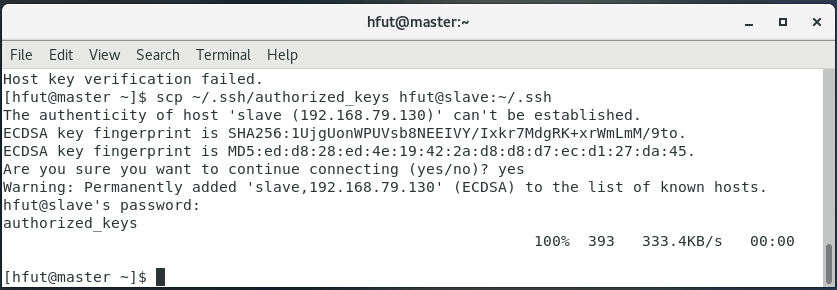 hfut@master:~
File Edit View Search Terminal Help
Host key verification failed.
[hfut@master ~]$ scp ~/.ssh/authorized_keys hfut@slave:~/.ssh
The authenticity of host 'slave (192.168.79.130)' can't be established.
ECDSA key fingerprint is SHA256:1UjgUonWPUVsb8NEEIVY/Ixkr7MdgRK+xrWmLmM/9to.
ECDSA key fingerprint is MD5:ed:d8:28:ed:4e:19:42:2a:d8:d8:d7:ec:d1:27:da:45.
Are you sure you want to continue connecting (yes/no)? yes
Warning: Permanently added 'slave,192.168.79.130' (ECDSA) to the list of known hosts.
hfut@slave's password:
authorized_keys
100% 393 333.4KB/s 00:00
[hfut@master ~]$